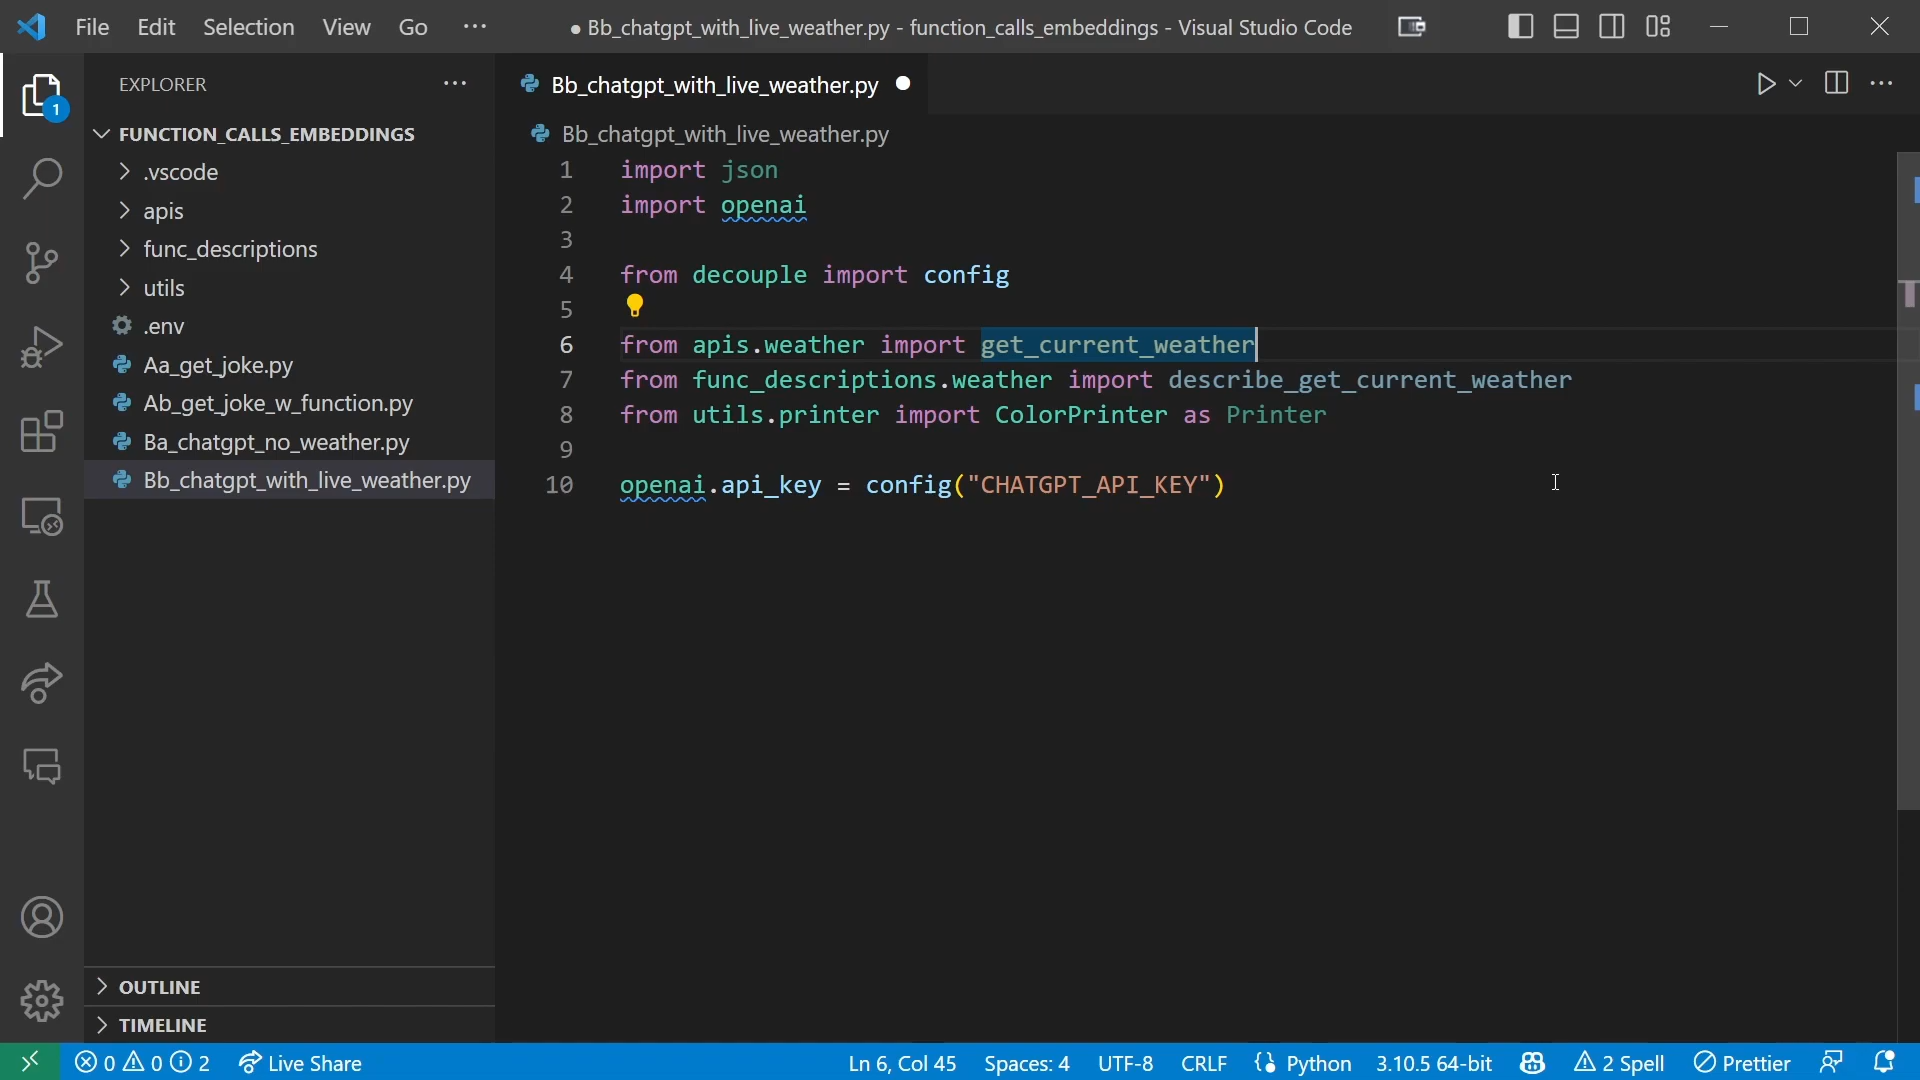 File Edit Selection View Go ···
● Bb_chatgpt_with_live_weather.py - function_calls_embeddings - Visual Studio Code
EXPLORER ···
1
FUNCTION_CALLS_EMBEDDINGS
.vscode
apis
func_descriptions
utils
.env
Aa_get_joke.py
Ab_get_joke_w_function.py
Ba_chatgpt_no_weather.py
Bb_chatgpt_with_live_weather.py
OUTLINE
TIMELINE
Bb_chatgpt_with_live_weather.py ●
Bb_chatgpt_with_live_weather.py
1 import json
2 import openai
3
4 from decouple import config
5
6 from apis.weather import get_current_weather
7 from func_descriptions.weather import describe_get_current_weather
8 from utils.printer import ColorPrinter as Printer
9
10 openai.api_key = config("CHATGPT_API_KEY")
0 0 2 Live Share Ln 6, Col 45 Spaces: 4 UTF-8 CRLF Python 3.10.5 64-bit 2 Spell Prettier